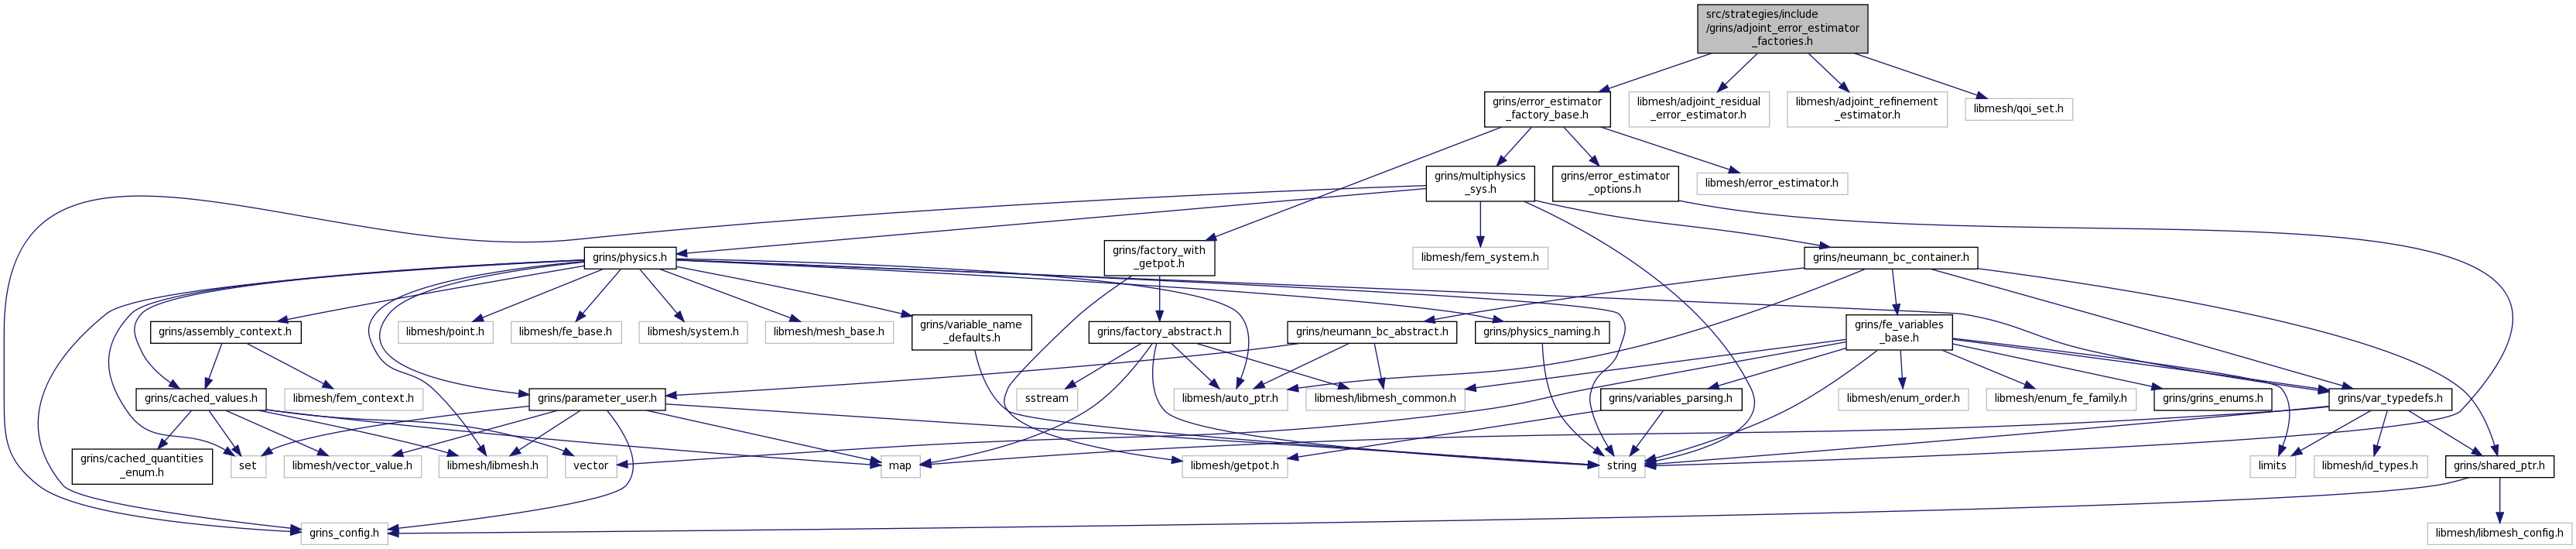 src/strategies/include
/grins/adjoint_error_estimator
_factories.h
grins/error_estimator
_factory_base.h
libmesh/adjoint_residual
_error_estimator.h
libmesh/adjoint_refinement
_estimator.h
libmesh/qoi_set.h
grins/multiphysics
_sys.h
grins/error_estimator
_options.h
libmesh/error_estimator.h
grins/physics.h
grins/factory_with
_getpot.h
libmesh/fem_system.h
grins/neumann_bc_container.h
grins/assembly_context.h
libmesh/point.h
libmesh/fe_base.h
libmesh/system.h
libmesh/mesh_base.h
grins/variable_name
_defaults.h
grins/factory_abstract.h
grins/neumann_bc_abstract.h
grins/physics_naming.h
grins/fe_variables
_base.h
grins/cached_values.h
libmesh/fem_context.h
grins/parameter_user.h
sstream
libmesh/auto_ptr.h
libmesh/libmesh_common.h
grins/variables_parsing.h
libmesh/enum_order.h
libmesh/enum_fe_family.h
grins/grins_enums.h
grins/var_typedefs.h
grins/cached_quantities
_enum.h
set
libmesh/vector_value.h
libmesh/libmesh.h
vector
map
libmesh/getpot.h
string
limits
libmesh/id_types.h
grins/shared_ptr.h
grins_config.h
libmesh/libmesh_config.h